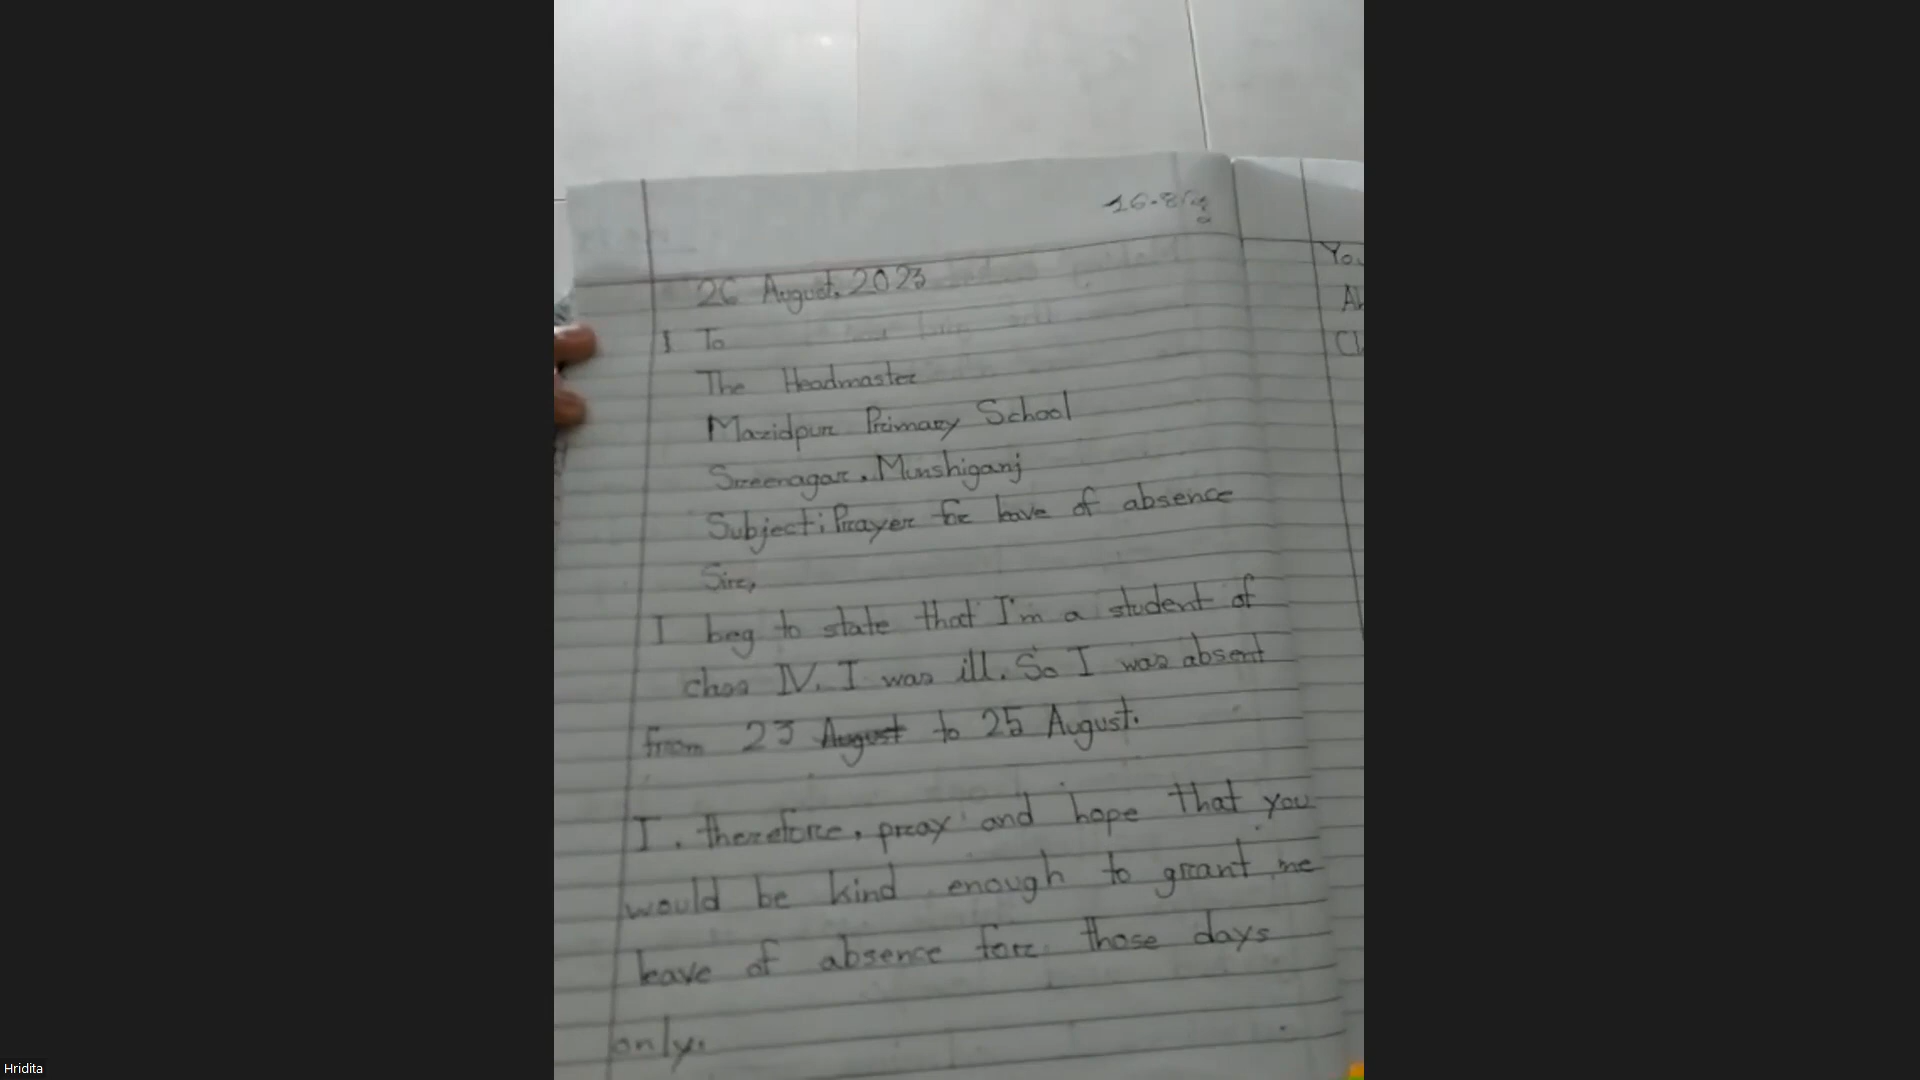 26 August, 2023
To
The Headmaster
Mazidpur Primary School
Sreenagar, Munshiganj
Subject: Prayer for leave of absence
Sir,
I beg to state that I'm a student of
class IV. I was ill. So I was absent
from 23 August to 25 August.
I, therefore, pray and hope that you
would be kind enough to grant me
leave of absence for those days
only.
Hridita